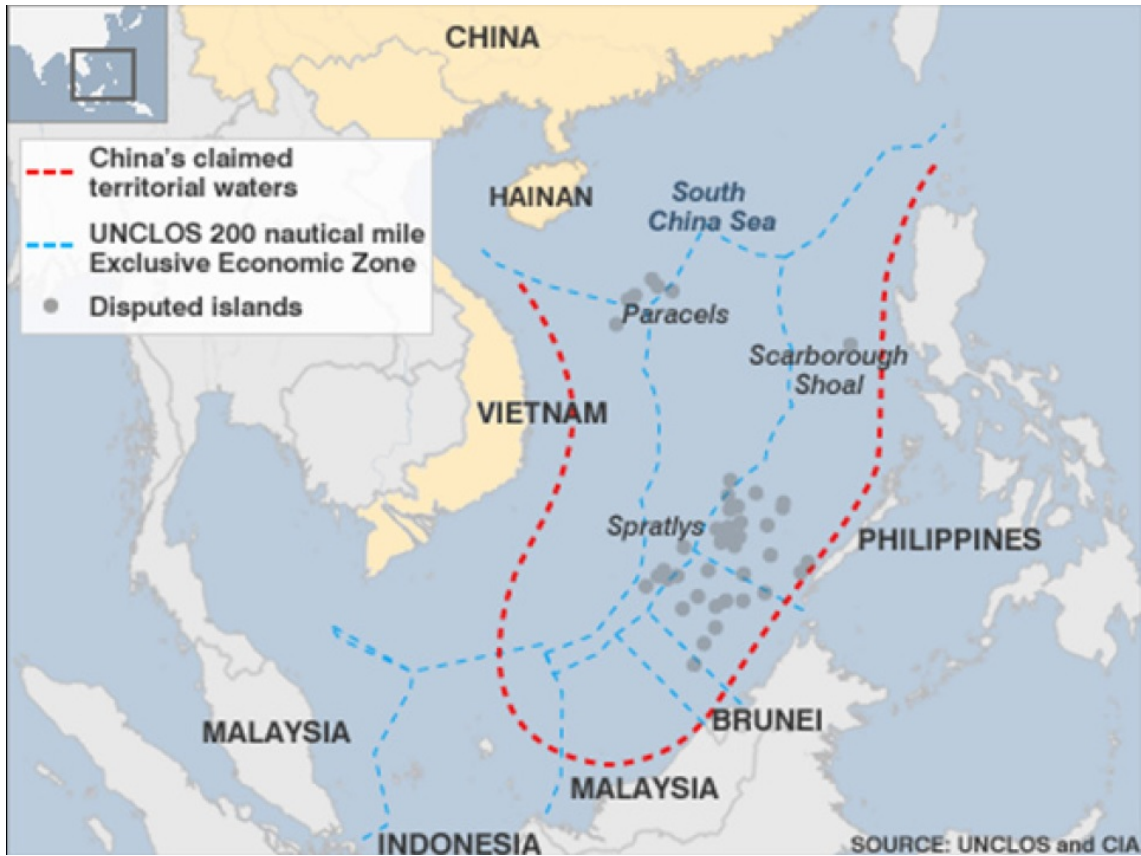 CHINA
China's claimed
territorial waters
UNCLOS 200 nautical mile
Exclusive Economic Zone
Disputed islands
HAINAN
South
China Sea
Paracels
Scarborough
Shoal
VIETNAM
Spratlys
PHILIPPINES
MALAYSIA
BRUNEI
MALAYSIA
INDONESIA
SOURCE: UNCLOS and CIA